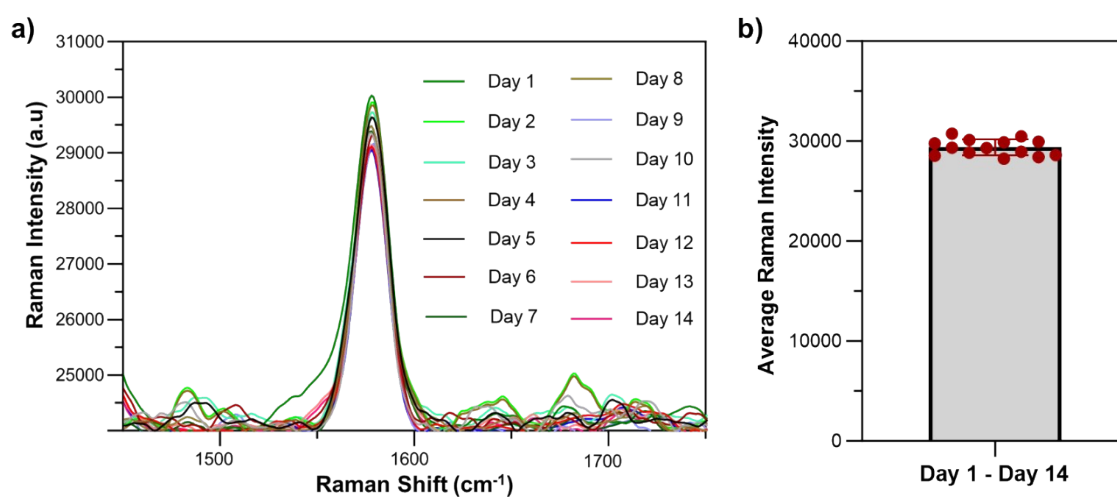 a)
Raman Intensity (a.u)
31000
30000
29000
28000
27000
26000
25000
1500
1600
1700
Raman Shift (cm⁻¹)
Day 1
Day 2
Day 3
Day 4
Day 5
Day 6
Day 7
Day 8
Day 9
Day 10
Day 11
Day 12
Day 13
Day 14
b)
Average Raman Intensity
40000
30000
20000
10000
0
Day 1 - Day 14